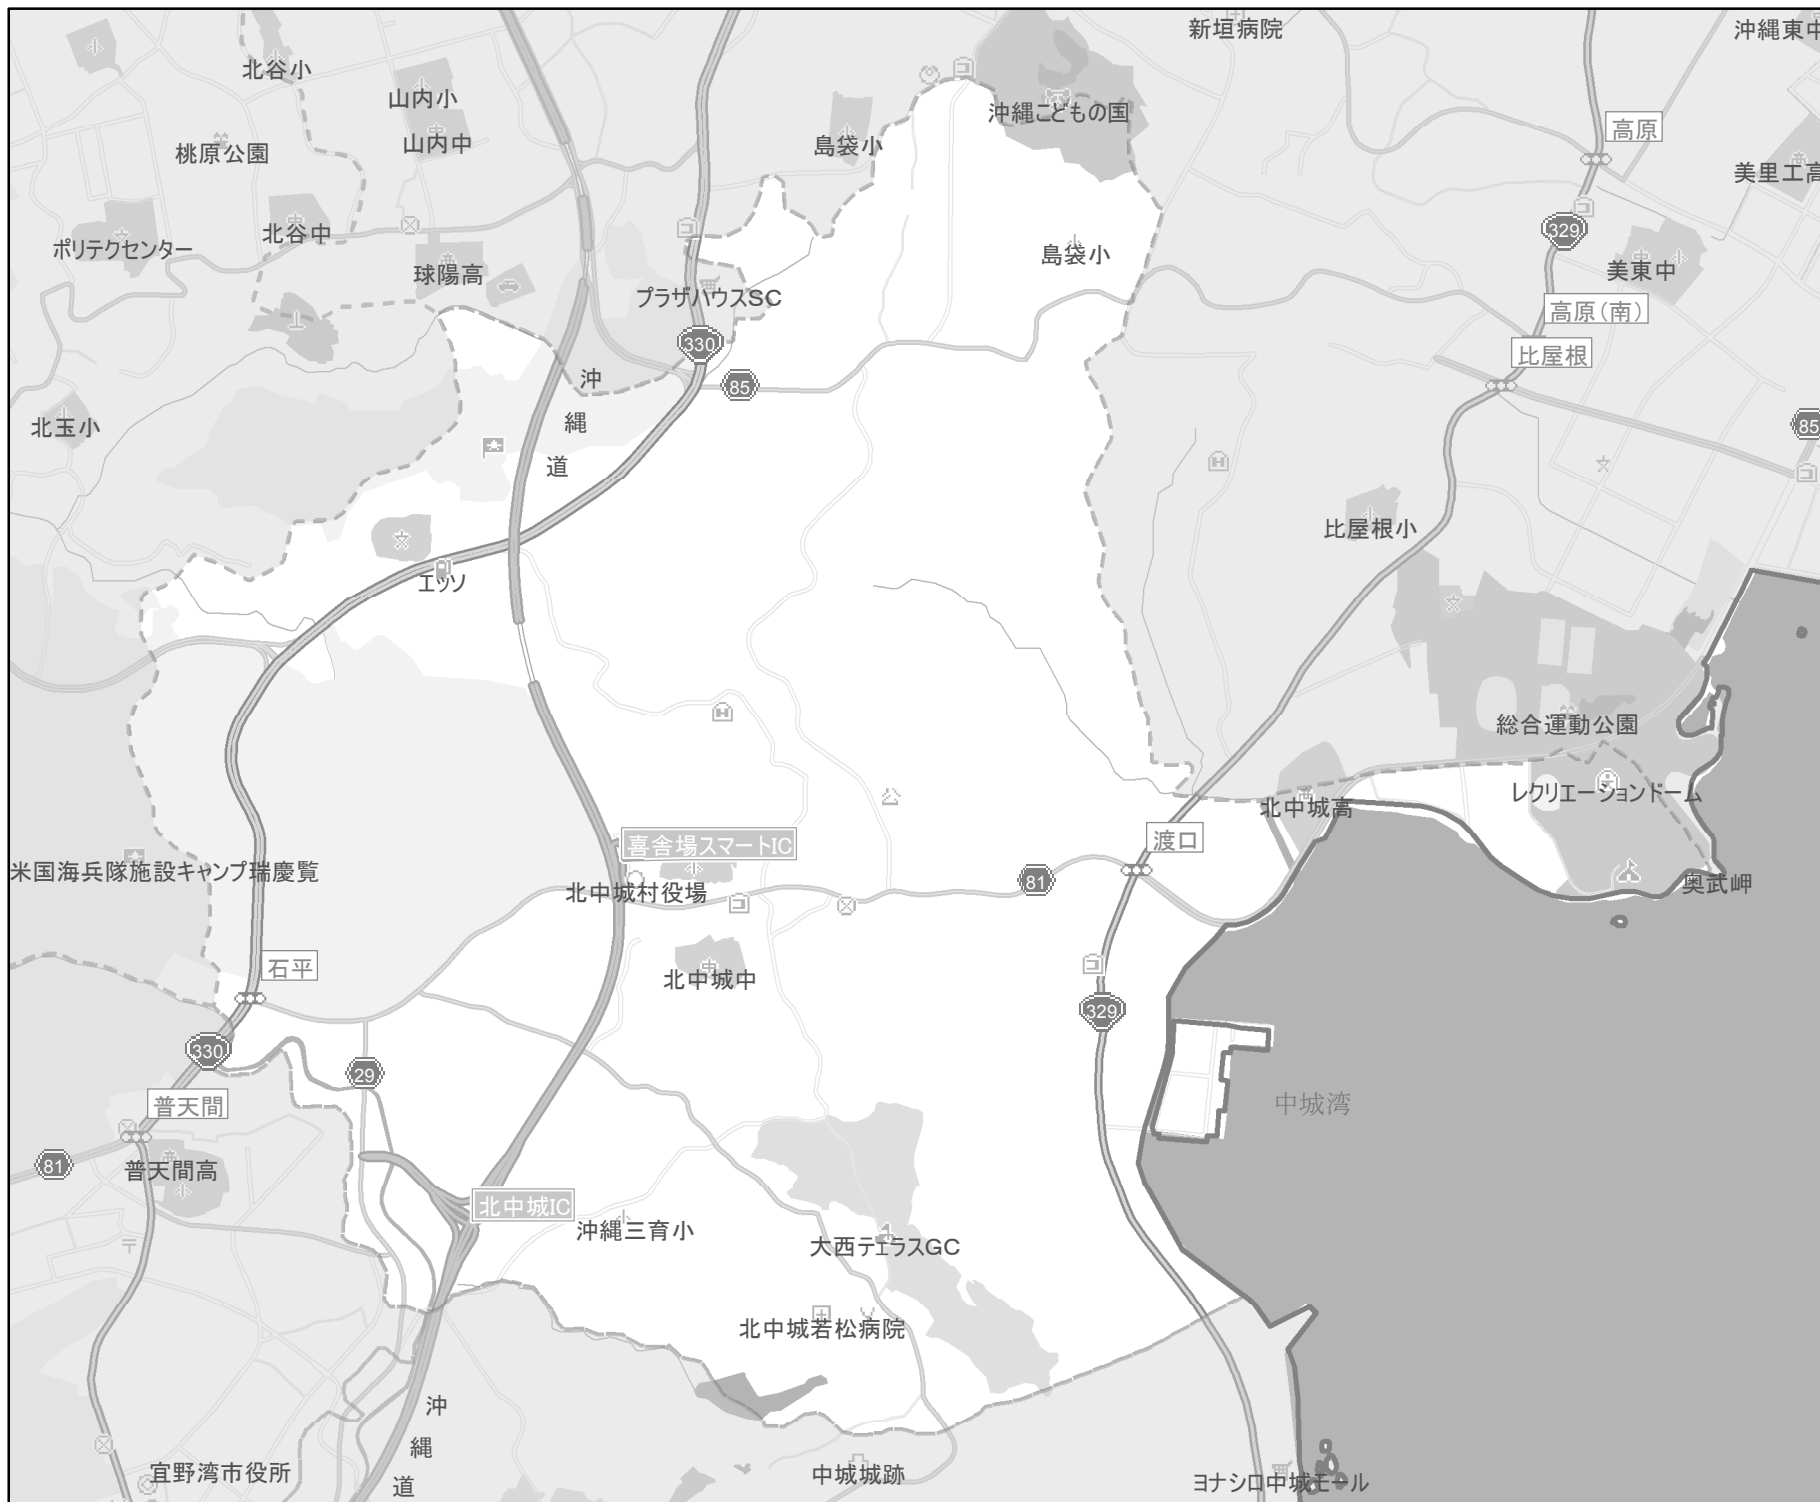 新垣病院
沖縄東中
北谷小
山内小
沖縄こどもの国
高原
山内中
島袋小
桃原公園
美里工高
329
北谷中
ポリテクセンター
島袋小
球陽高
美東中
プラザハウスSC
高原(南)
330
比屋根
沖
縄
道
85
85
北玉小
比屋根小
エッソ
総合運動公園
レクリエーションドーム
北中城高
喜舎場スマートIC
渡口
米国海兵隊施設キャンプ瑞慶覧
81
奥武岬
北中城村役場
石平
北中城中
329
330
29
普天間
中城湾
81
普天間高
北中城IC
沖縄三育小
大西テェラスGC
北中城若松病院
沖
縄
道
宜野湾市役所
中城城跡
ヨナシロ中城モール